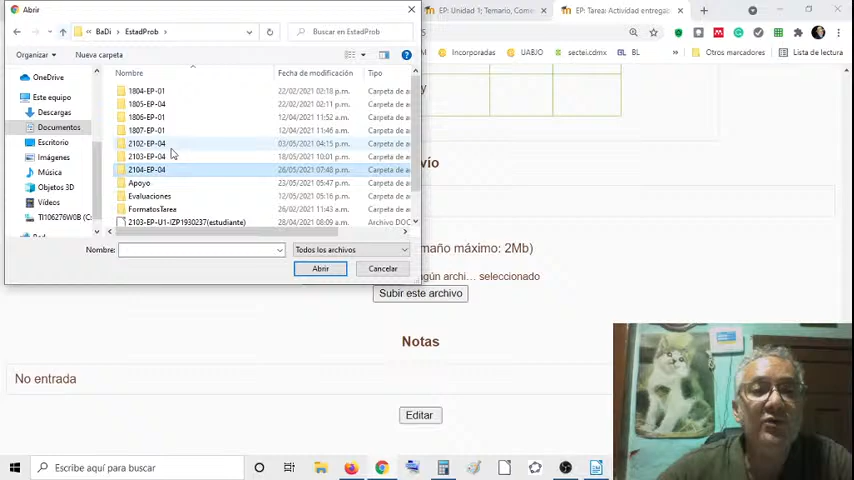 Abrir
EP: Unidad 1; Temario, Com
EP: Tarea: Actividad entregab
BaDi
EstadProb
Buscar en EstadProb
Organizar
Nueva carpeta
Incorporadas
UABJO
sectei.cdmx
BL
Otros marcadores
Lista de lectura
OneDrive
Este equipo
Descargas
Documentos
Escritorio
Imágenes
Música
Objetos 3D
Vídeos
TI106276W0B (C:
Nombre
Fecha de modificación
Tipo
1804-EP-01 22/02/2021 02:18 p.m. Carpeta de a
1805-EP-04 22/02/2021 02:11 p.m. Carpeta de a
1806-EP-01 12/04/2021 11:52 a.m. Carpeta de a
1807-EP-01 12/04/2021 11:46 a.m. Carpeta de a
2102-EP-04 03/05/2021 04:15 p.m. Carpeta de a
2103-EP-04 18/05/2021 10:01 p.m. Carpeta de a
2104-EP-04 26/05/2021 07:48 p.m. Carpeta de a
Apoyo 23/05/2021 05:47 p.m. Carpeta de a
Evaluaciones 12/04/2021 05:16 p.m. Carpeta de a
FormatosTarea 26/02/2021 11:43 a.m. Carpeta de a
2103-EP-U1-IZP1930237(estudiante) 28/04/2021 08:09 a.m. Archivo DOC
Nombre:
Todos los archivos
Abrir
Cancelar
y
vío
maño máximo: 2Mb)
gún archi... seleccionado
Subir este archivo
Notas
No entrada
Editar
Escribe aquí para buscar